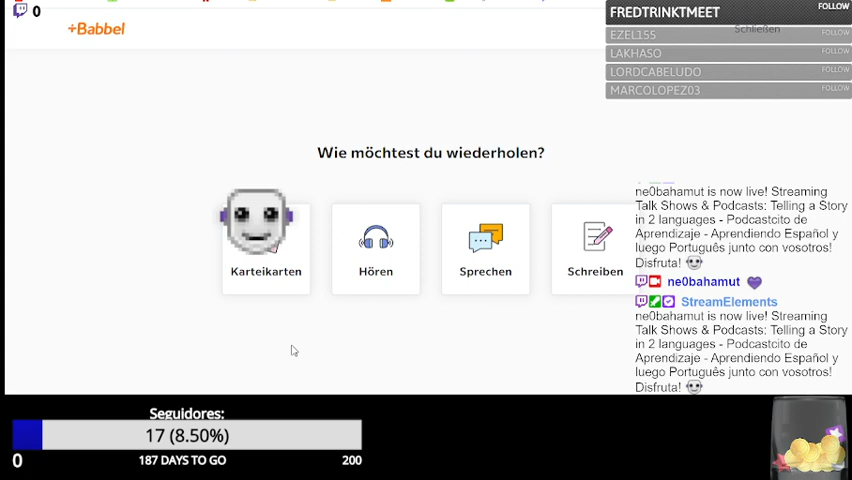 0
FREDTRINKTMEET FOLLOW
+Babbel
Schließen
EZEL155 FOLLOW
LAKHASO FOLLOW
LORDCABELUDO FOLLOW
MARCOLOPEZ03 FOLLOW
Wie möchtest du wiederholen?
Karteikarten
Hören
Sprechen
Schreiben
ne0bahamut is now live! Streaming
Talk Shows & Podcasts: Telling a Story
in 2 languages - Podcastcito de
Aprendizaje - Aprendiendo Español y
luego Português junto con vosotros!
Disfruta!
ne0bahamut
StreamElements
ne0bahamut is now live! Streaming
Talk Shows & Podcasts: Telling a Story
in 2 languages - Podcastcito de
Aprendizaje - Aprendiendo Español y
luego Português junto con vosotros!
Disfruta!
Seguidores:
17 (8.50%)
0 187 DAYS TO GO 200